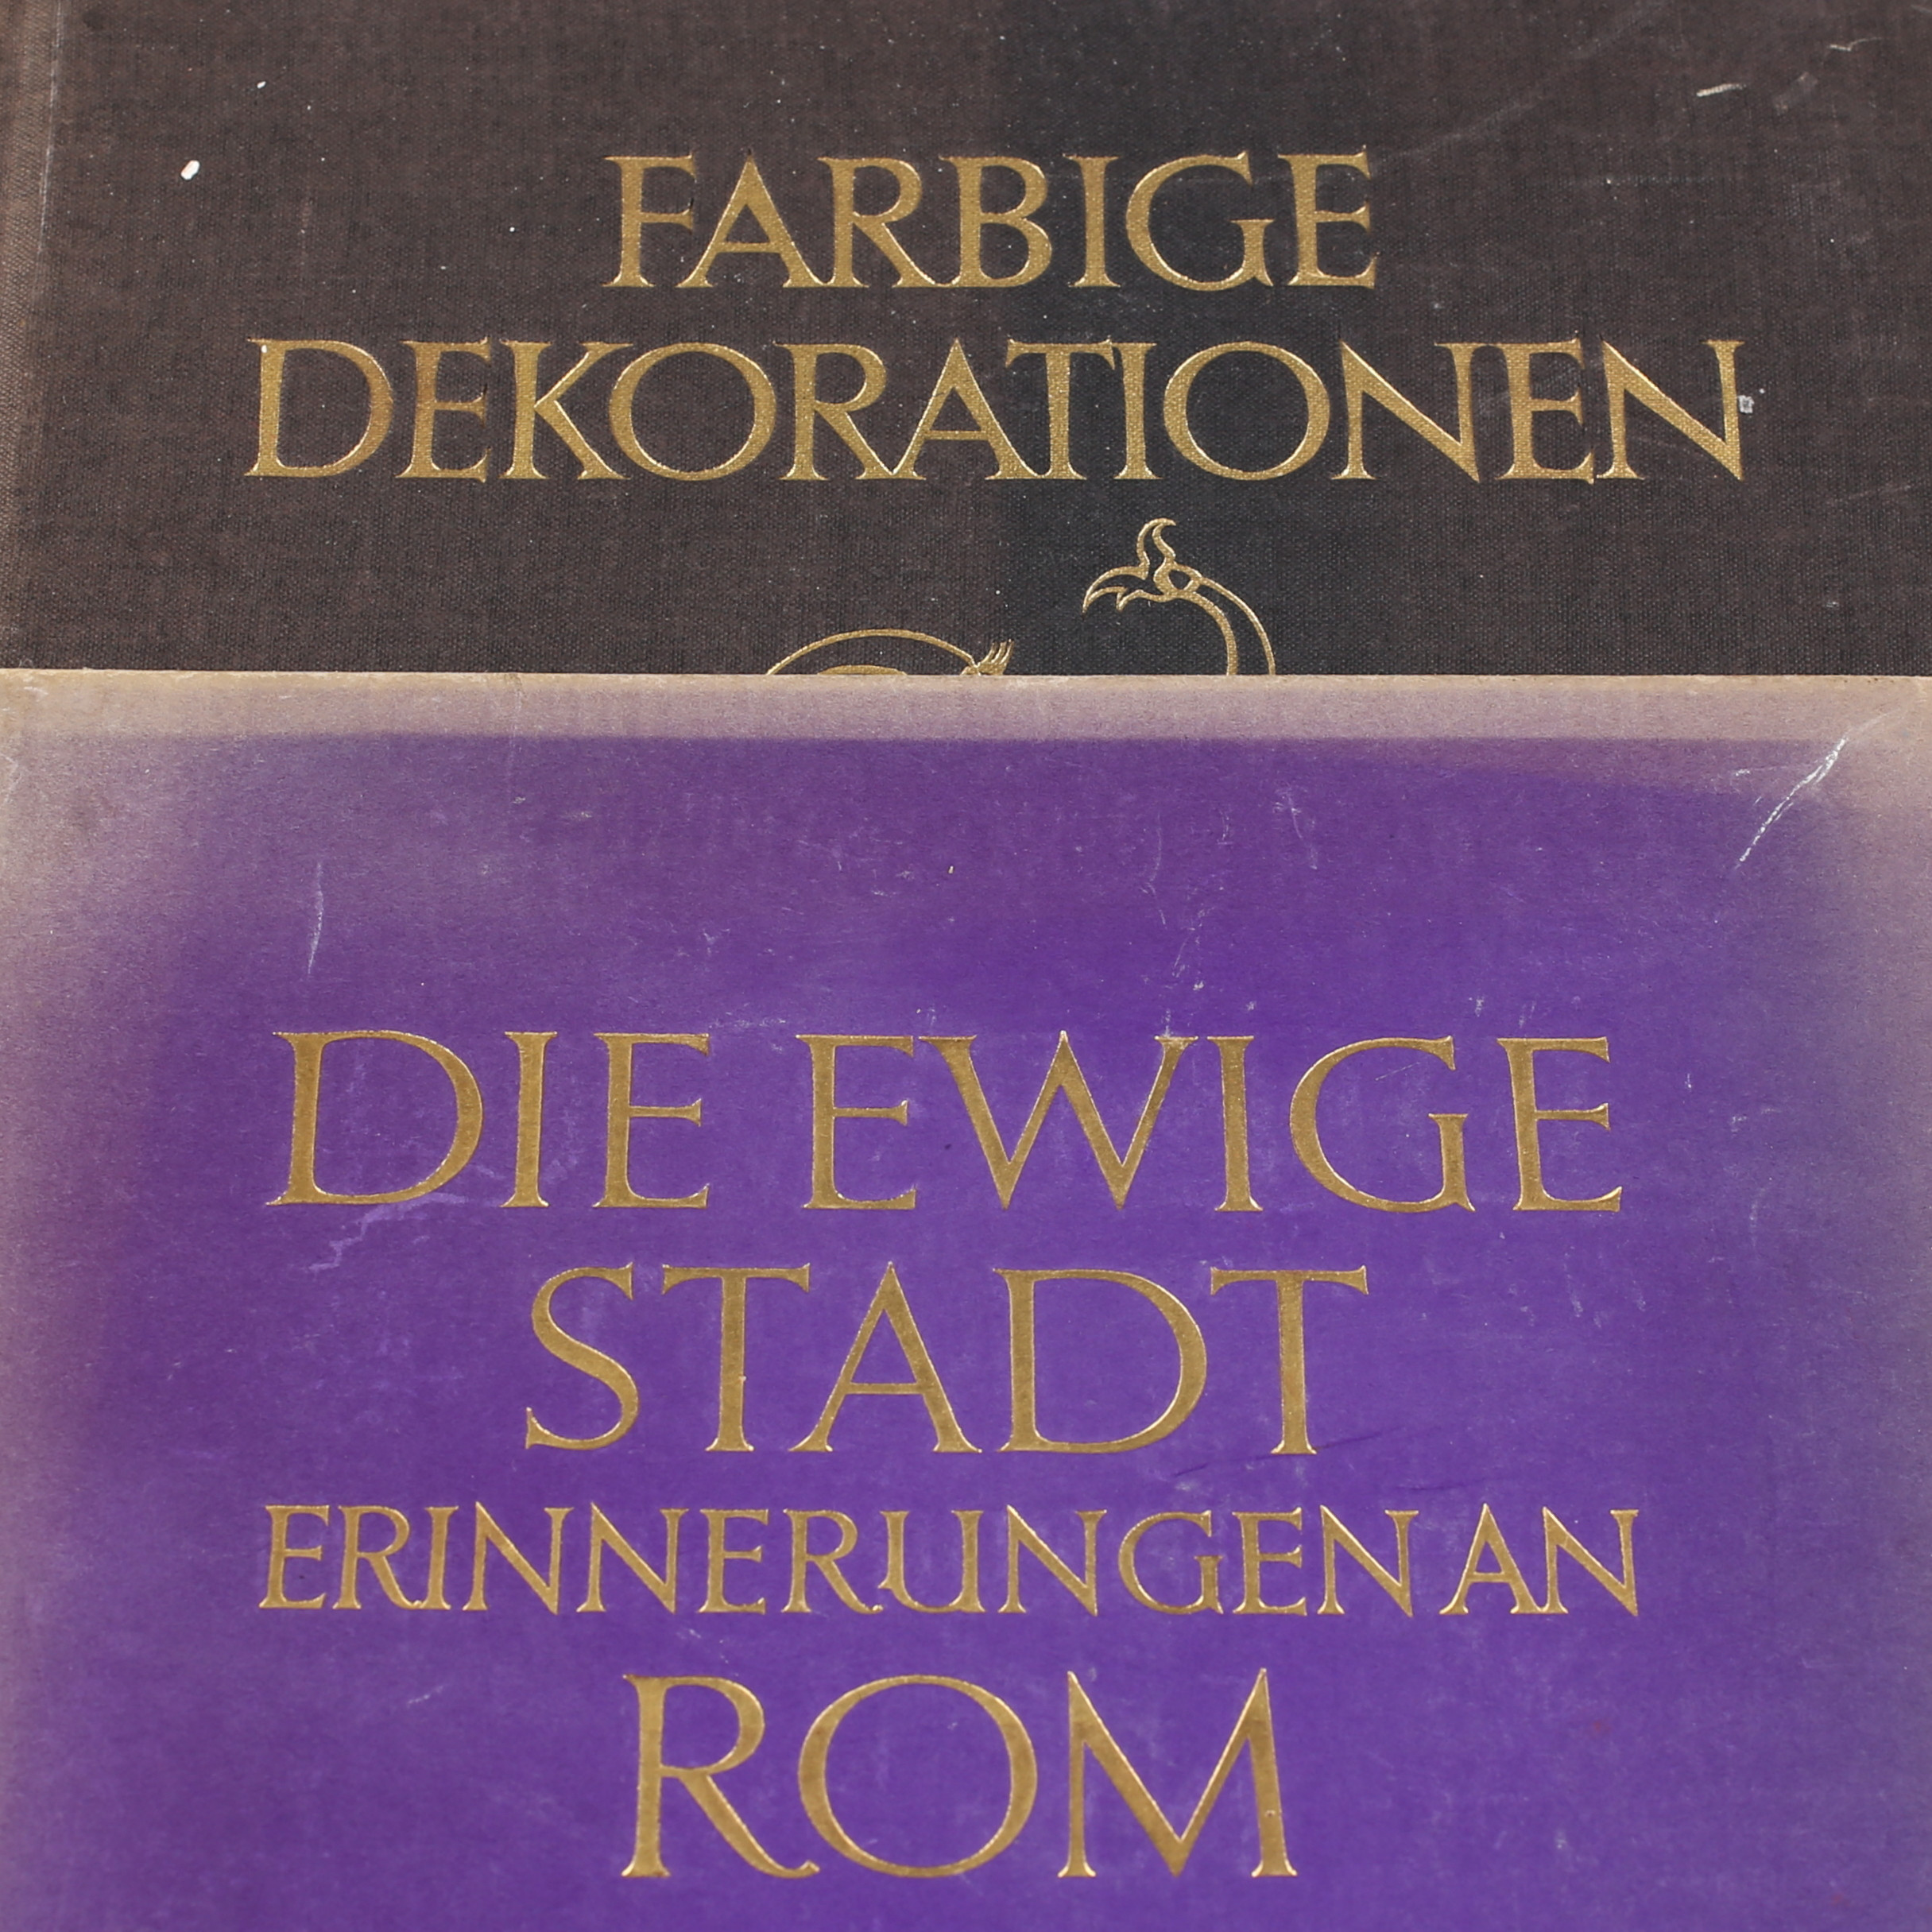 FARBIGE
DEKORATIONEN
DIE EWIGE
STADT
ERINNERUNGEN AN
ROM